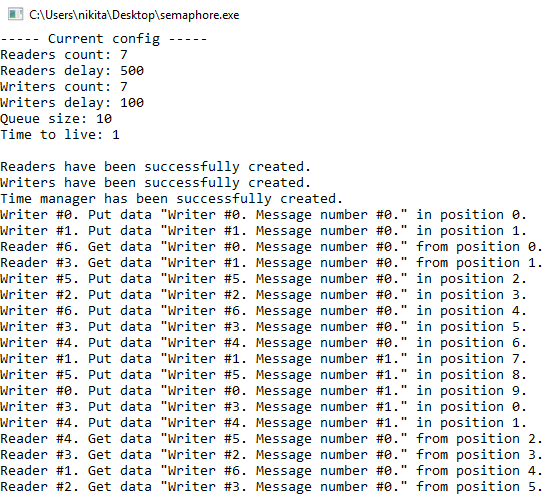 C:\Users\nikita\Desktop\semaphore.exe
----- Current config -----
Readers count: 7
Readers delay: 500
Writers count: 7
Writers delay: 100
Queue size: 10
Time to live: 1
Readers have been successfully created.
Writers have been successfully created.
Time manager has been successfully created.
Writer #0. Put data "Writer #0. Message number #0." in position 0.
Writer #1. Put data "Writer #1. Message number #0." in position 1.
Reader #6. Get data "Writer #0. Message number #0." from position 0.
Reader #3. Get data "Writer #1. Message number #0." from position 1.
Writer #5. Put data "Writer #5. Message number #0." in position 2.
Writer #2. Put data "Writer #2. Message number #0." in position 3.
Writer #6. Put data "Writer #6. Message number #0." in position 4.
Writer #3. Put data "Writer #3. Message number #0." in position 5.
Writer #4. Put data "Writer #4. Message number #0." in position 6.
Writer #1. Put data "Writer #1. Message number #1." in position 7.
Writer #5. Put data "Writer #5. Message number #1." in position 8.
Writer #0. Put data "Writer #0. Message number #1." in position 9.
Writer #3. Put data "Writer #3. Message number #1." in position 0.
Writer #4. Put data "Writer #4. Message number #1." in position 1.
Reader #4. Get data "Writer #5. Message number #0." from position 2.
Reader #3. Get data "Writer #2. Message number #0." from position 3.
Reader #1. Get data "Writer #6. Message number #0." from position 4.
Reader #2. Get data "Writer #3. Message number #0." from position 5.